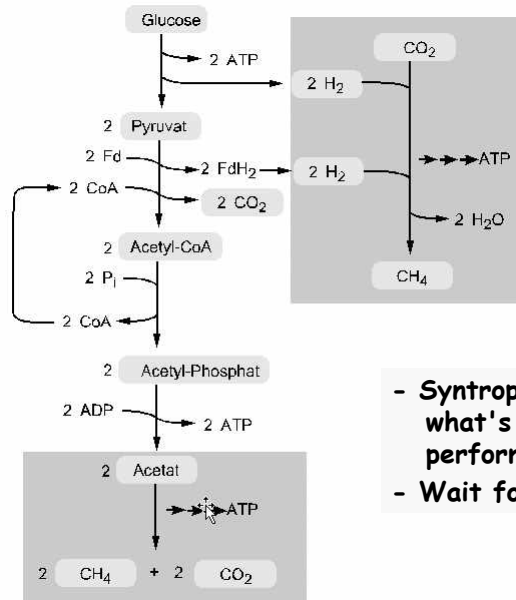 Glucose
2 ATP
2 H2
CO2
2 Pyruvat
2 Fd
2 FdH2
2 H2
ATP
2 CoA
2 CO2
2 H2O
2 Acetyl-CoA
CH4
2 Pi
2 CoA
2 Acetyl-Phosphat
2 ADP
2 ATP
2 Acetat
ATP
2 CH4 + 2 CO2
- Syntrop
what's
perforr
- Wait fo